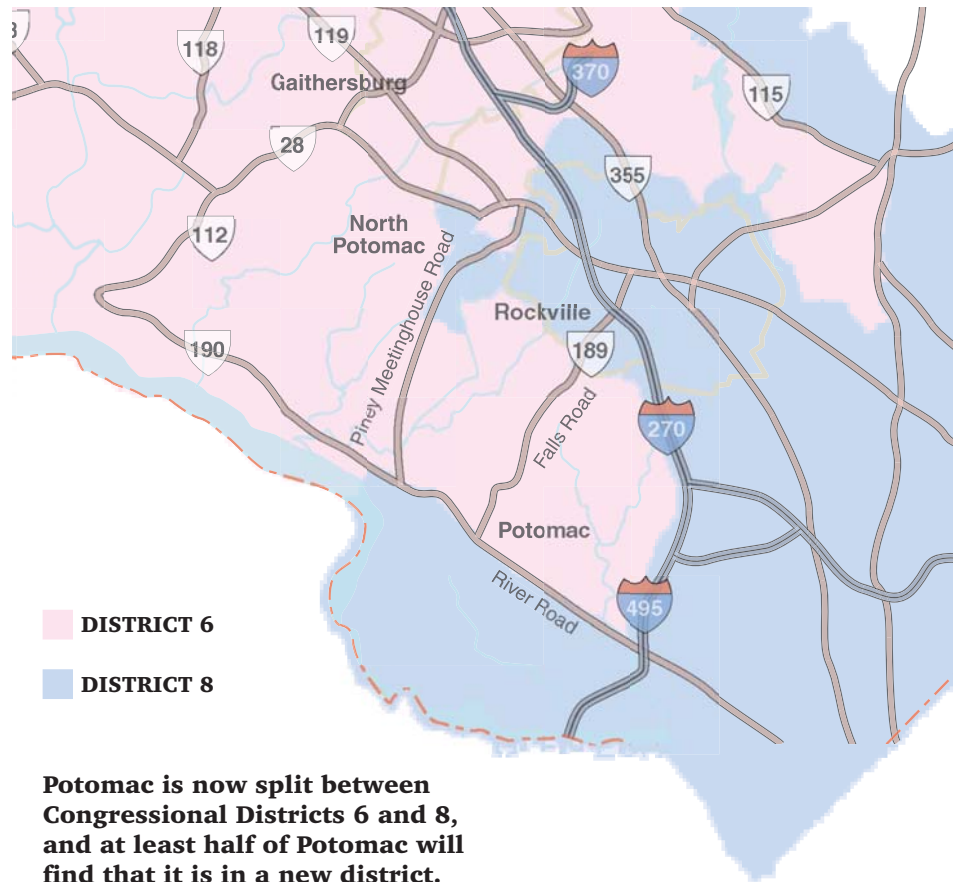 118
119
Gaithersburg
370
115
28
355
112
North
Potomac
Piney Meetinghouse Road
Rockville
190
189
Falls Road
270
Potomac
River Road
495
DISTRICT 6
DISTRICT 8
Potomac is now split between
Congressional Districts 6 and 8,
and at least half of Potomac will
find that it is in a new district.